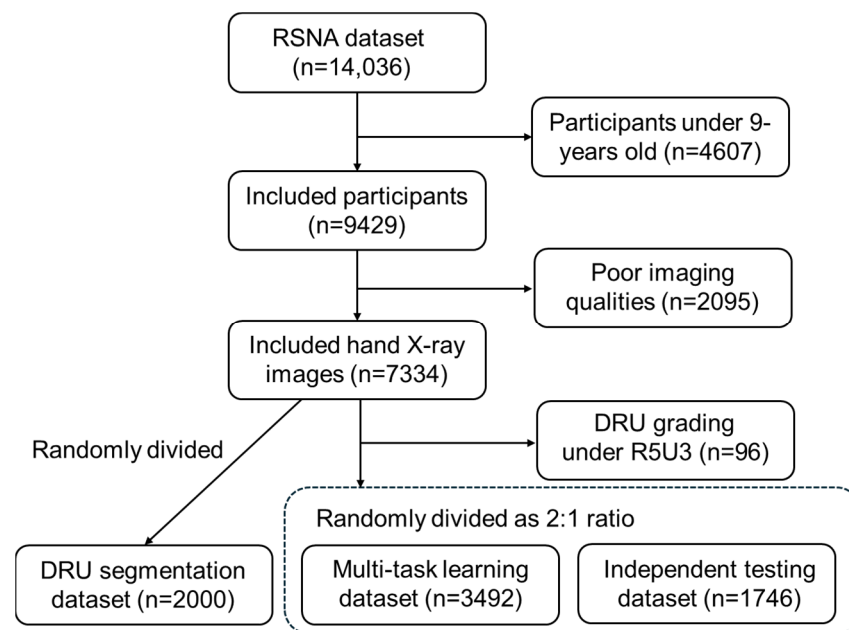 RSNA dataset
(n=14,036)
Participants under 9-
years old (n=4607)
Included participants
(n=9429)
Poor imaging
qualities (n=2095)
Included hand X-ray
images (n=7334)
Randomly divided
DRU grading
under R5U3 (n=96)
Randomly divided as 2:1 ratio
DRU segmentation
dataset (n=2000)
Multi-task learning
dataset (n=3492)
Independent testing
dataset (n=1746)